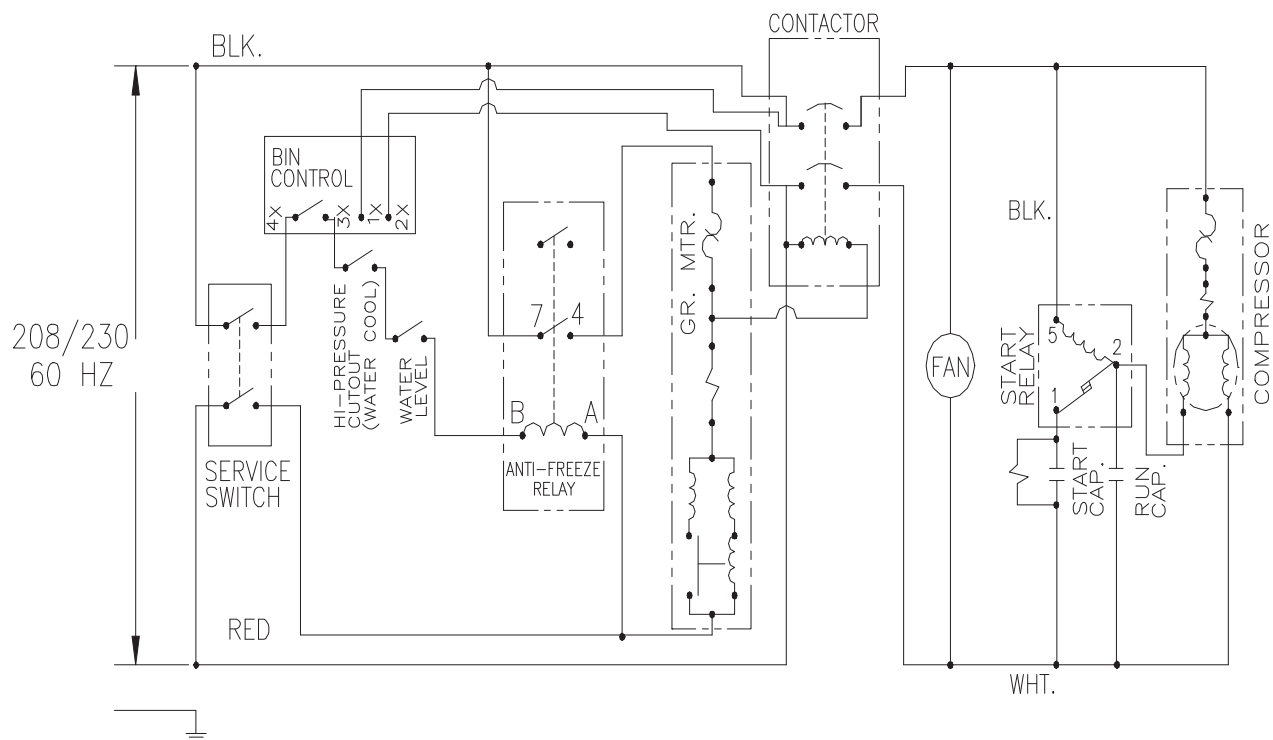 CONTACTOR
BLK.
BIN
CONTROL
4X
3X
1X
2X
208/230
60 HZ
SERVICE
SWITCH
HI-PRESSURE
CUTOUT
(WATER COOL)
WATER
LEVEL
7
4
B
A
ANTI-FREEZE
RELAY
GR. MTR.
RED
BLK.
FAN
START
RELAY
5
2
1
START
CAP.
RUN
CAP.
COMPRESSOR
WHT.